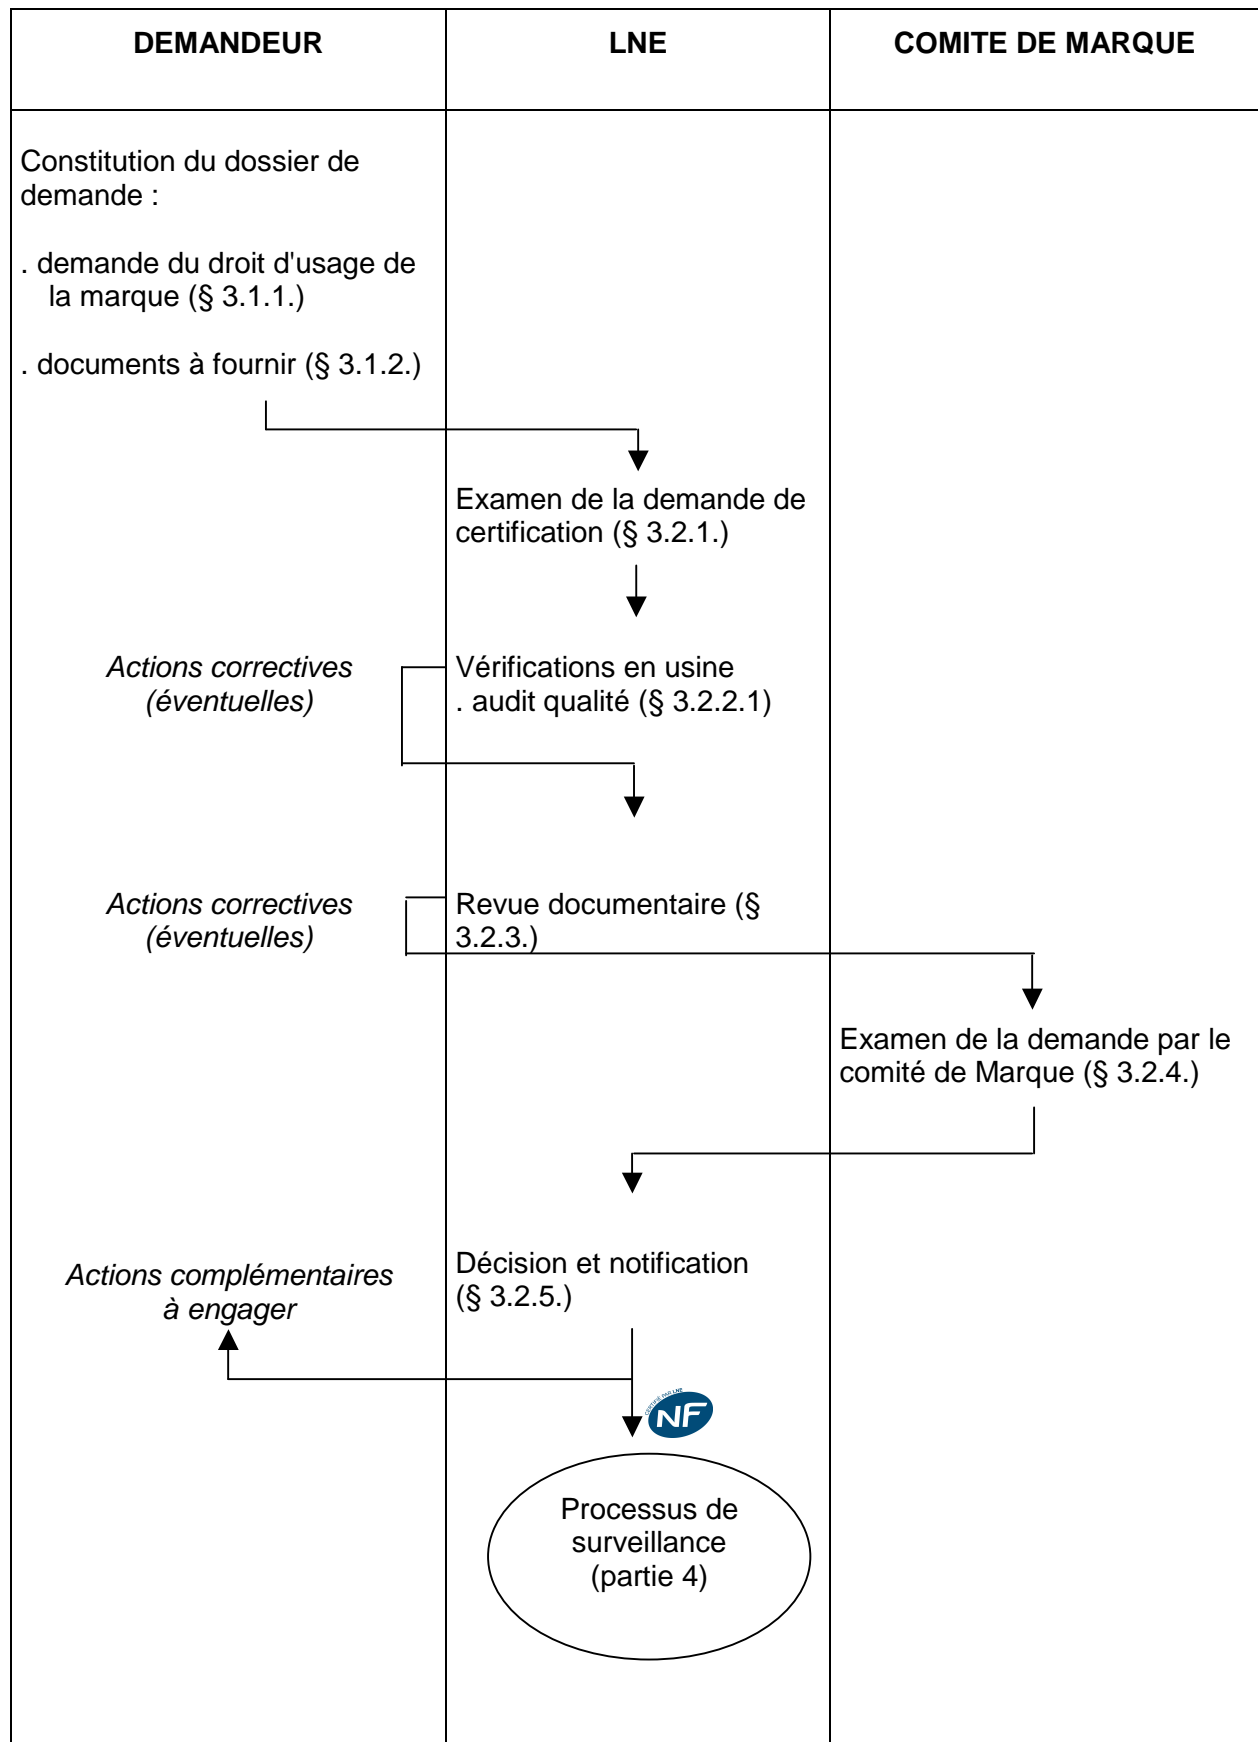 DEMANDEUR
LNE
COMITE DE MARQUE
Constitution du dossier de
demande :
. demande du droit d'usage de
la marque (§ 3.1.1.)
. documents à fournir (§ 3.1.2.)
Examen de la demande de
certification (§ 3.2.1.)
Actions correctives
(éventuelles)
Vérifications en usine
. audit qualité (§ 3.2.2.1)
Actions correctives
(éventuelles)
Revue documentaire (§
3.2.3.)
Examen de la demande par le
comité de Marque (§ 3.2.4.)
Actions complémentaires
à engager
Décision et notification
(§ 3.2.5.)
CERTIFIÉ PAR LNE
NF
Processus de
surveillance
(partie 4)